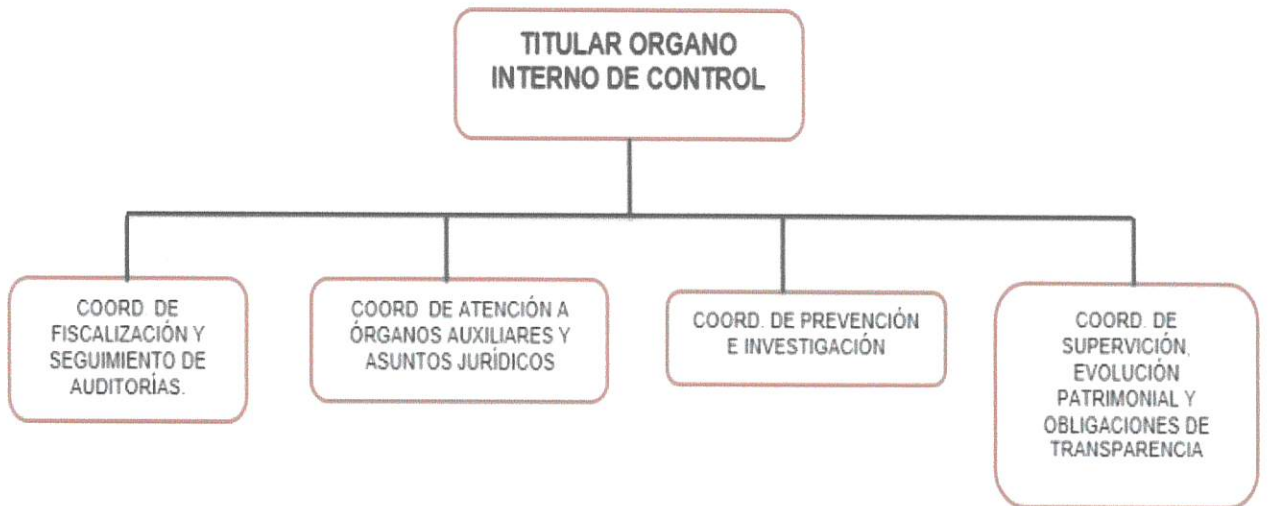 TITULAR ORGANO
INTERNO DE CONTROL
COORD. DE
FISCALIZACIÓN Y
SEGUIMIENTO DE
AUDITORÍAS.
COORD. DE ATENCIÓN A
ÓRGANOS AUXILIARES Y
ASUNTOS JURÍDICOS
COORD. DE PREVENCIÓN
E INVESTIGACIÓN
COORD. DE
SUPERVICIÓN,
EVOLUCIÓN
PATRIMONIAL Y
OBLIGACIONES DE
TRANSPARENCIA